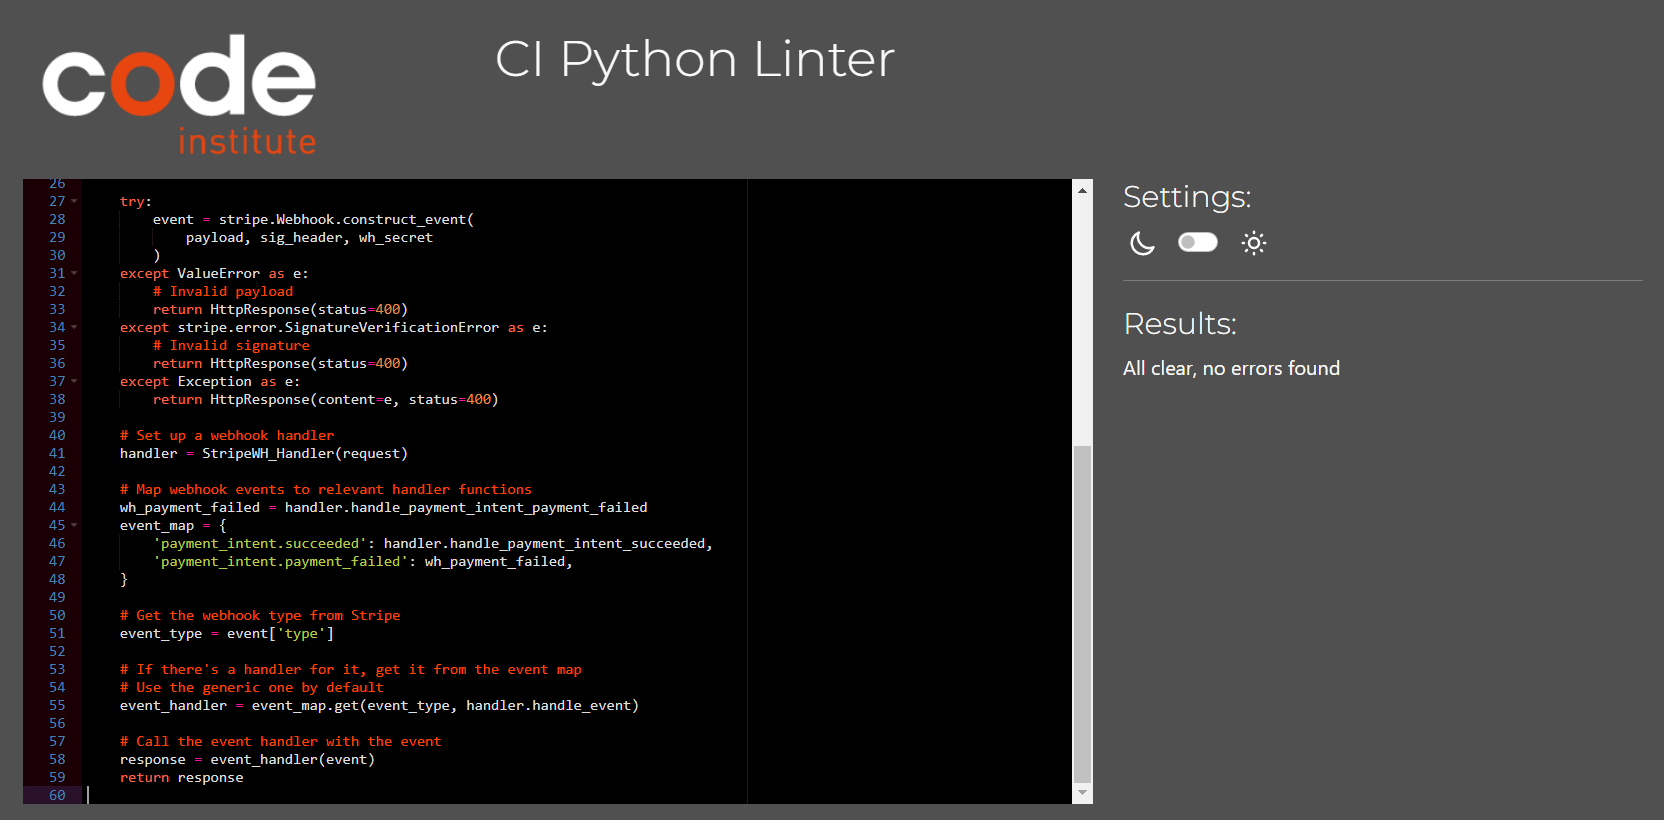 code
institute
CI Python Linter
26
27 try:
28 event = stripe.Webhook.construct_event(
29 payload, sig_header, wh_secret
30 )
31 except ValueError as e:
32 # Invalid payload
33 return HttpResponse(status=400)
34 except stripe.error.SignatureVerificationError as e:
35 # Invalid signature
36 return HttpResponse(status=400)
37 except Exception as e:
38 return HttpResponse(content=e, status=400)
39
40 # Set up a webhook handler
41 handler = StripeWH_Handler(request)
42
43 # Map webhook events to relevant handler functions
44 wh_payment_failed = handler.handle_payment_intent_payment_failed
45 event_map = {
46 'payment_intent.succeeded': handler.handle_payment_intent_succeeded,
47 'payment_intent.payment_failed': wh_payment_failed,
48 }
49
50 # Get the webhook type from Stripe
51 event_type = event['type']
52
53 # If there's a handler for it, get it from the event map
54 # Use the generic one by default
55 event_handler = event_map.get(event_type, handler.handle_event)
56
57 # Call the event handler with the event
58 response = event_handler(event)
59 return response
60
Settings:
Results:
All clear, no errors found